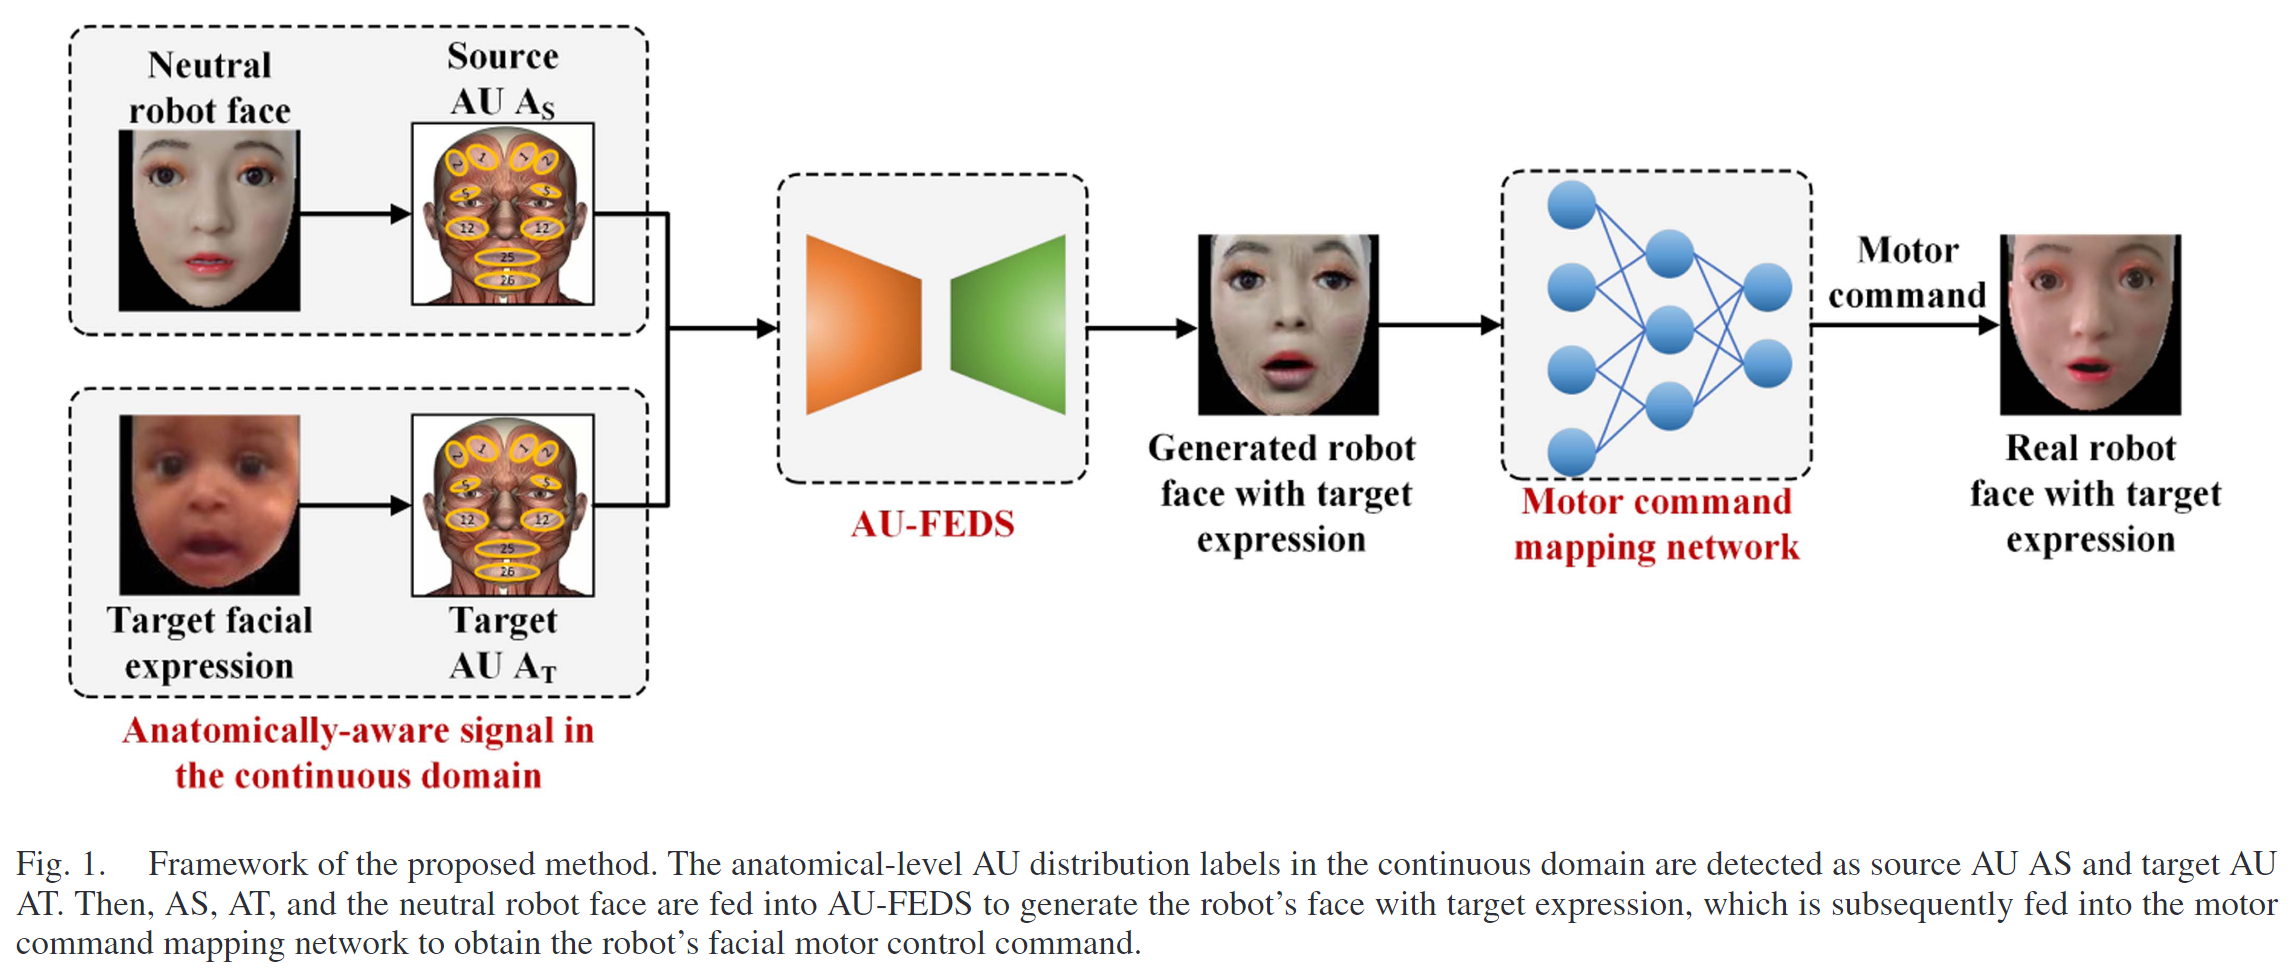 Neutral
robot face
Source
AU AS
2 1 1 2
5 5
12 12
25
26
Target facial
expression
2 1 1 2
5 5
12 12
25
26
Target
AU AT
Anatomically-aware signal in
the continuous domain
AU-FEDS
Generated robot
face with target
expression
Motor command
mapping network
Motor
command
Real robot
face with target
expression
Fig. 1. Framework of the proposed method. The anatomical-level AU distribution labels in the continuous domain are detected as source AU AS and target AU
AT. Then, AS, AT, and the neutral robot face are fed into AU-FEDS to generate the robot’s face with target expression, which is subsequently fed into the motor
command mapping network to obtain the robot’s facial motor control command.